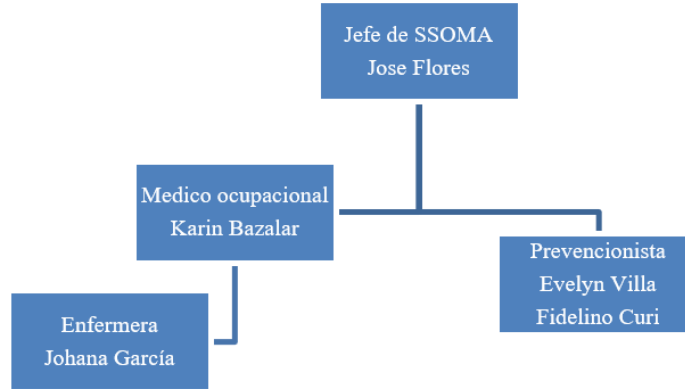 Jefe de SSOMA
Jose Flores
Medico ocupacional
Karin Bazalar
Prevencionista
Evelyn Villa
Fidelino Curi
Enfermera
Johana García